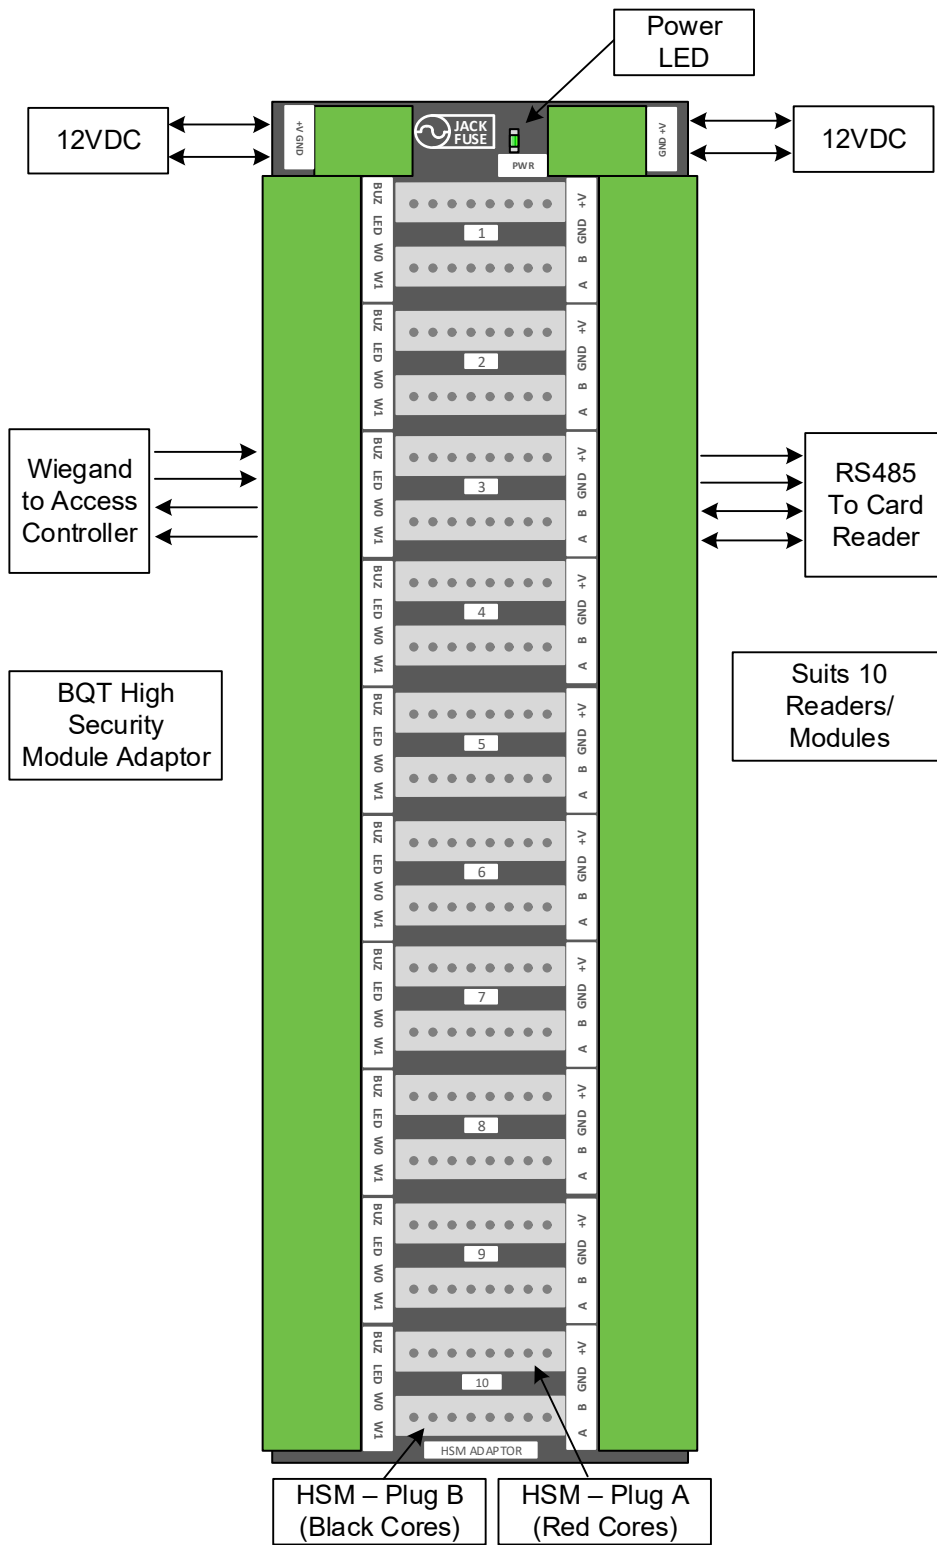 Power
LED
12VDC
+V GND
JACK
FUSE
PWR
GND +V
12VDC
BUZ LED W0 W1
1
+V GND B A
BUZ LED W0 W1
2
+V GND B A
BUZ LED W0 W1
3
+V GND B A
Wiegand
to Access
Controller
RS485
To Card
Reader
BUZ LED W0 W1
4
+V GND B A
BQT High
Security
Module Adaptor
Suits 10
Readers/
Modules
BUZ LED W0 W1
5
+V GND B A
BUZ LED W0 W1
6
+V GND B A
BUZ LED W0 W1
7
+V GND B A
BUZ LED W0 W1
8
+V GND B A
BUZ LED W0 W1
9
+V GND B A
BUZ LED W0 W1
10
+V GND B A
HSM ADAPTOR
HSM – Plug B
(Black Cores)
HSM – Plug A
(Red Cores)